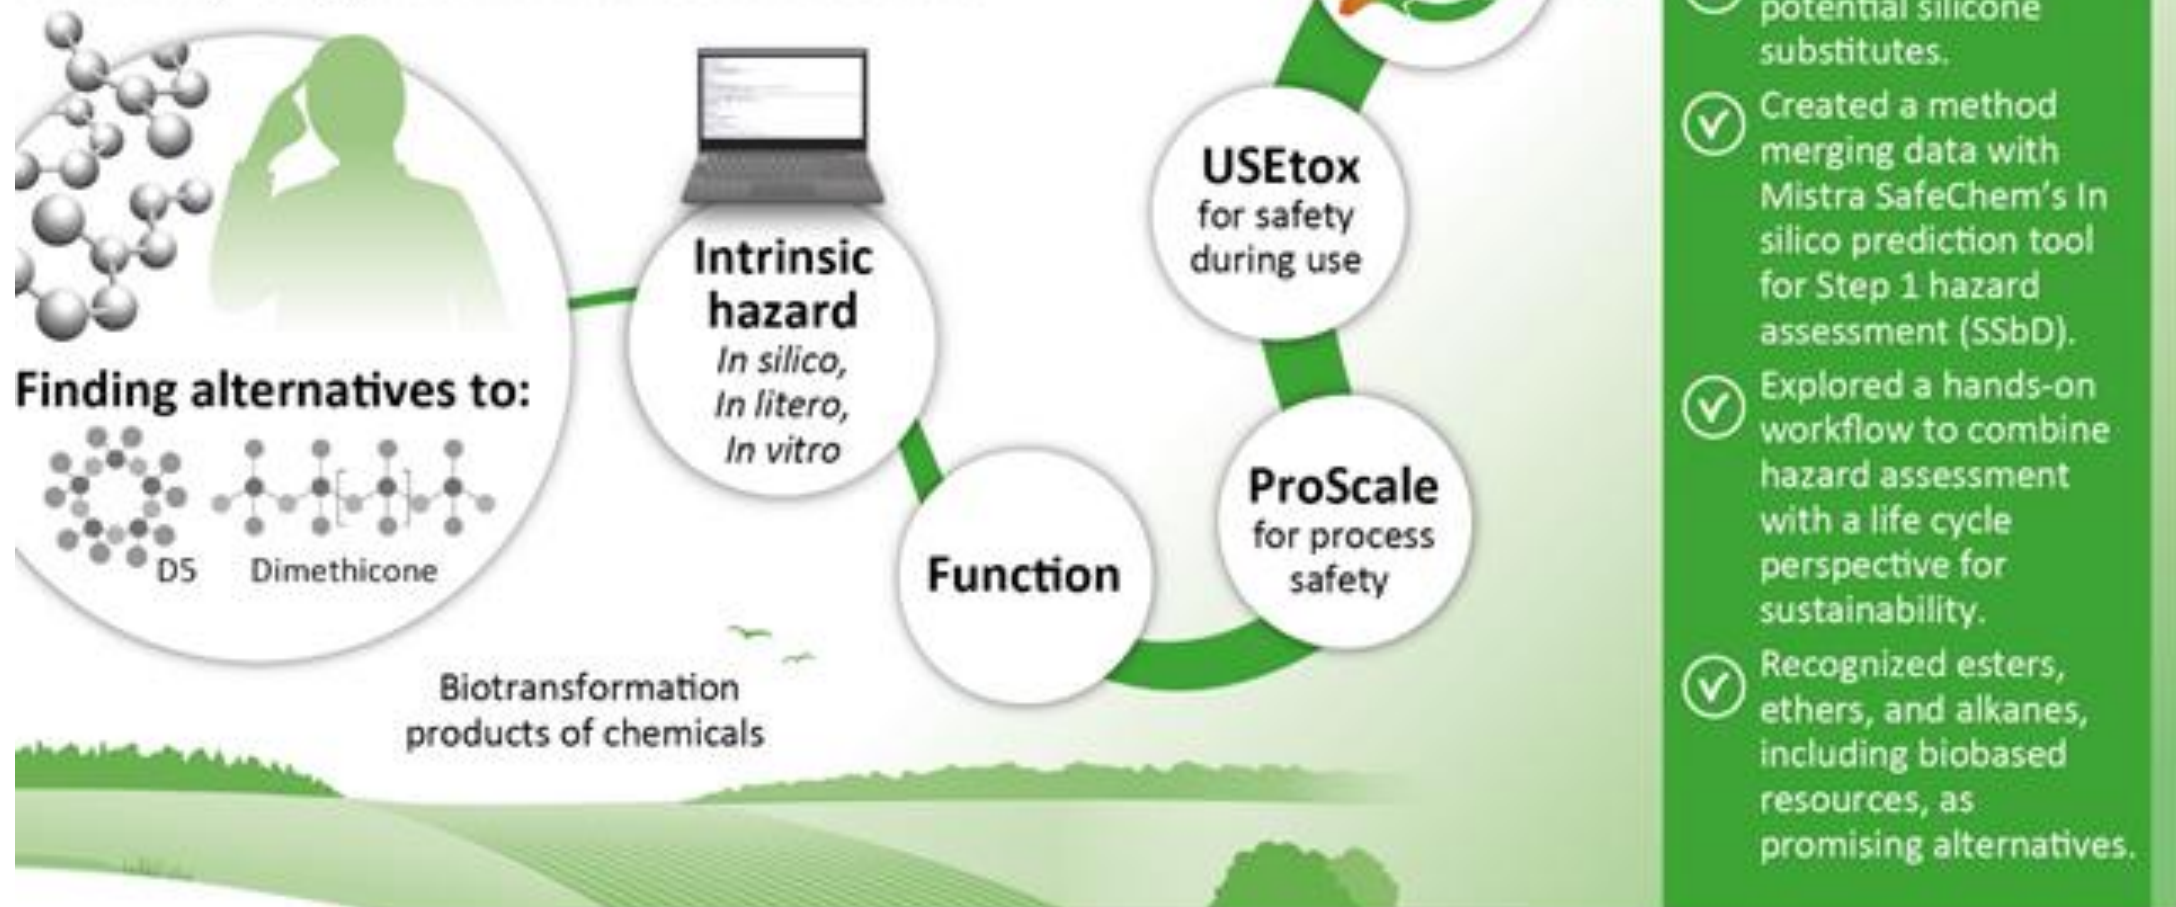 Finding alternatives to:
D5
Dimethicone
Intrinsic
hazard
In silico,
In litero,
In vitro
Function
ProScale
for process
safety
USEtox
for safety
during use
Biotransformation
products of chemicals
potential silicone
substitutes.
Created a method
merging data with
Mistra SafeChem’s In
silico prediction tool
for Step 1 hazard
assessment (SSbD).
Explored a hands-on
workflow to combine
hazard assessment
with a life cycle
perspective for
sustainability.
Recognized esters,
ethers, and alkanes,
including biobased
resources, as
promising alternatives.